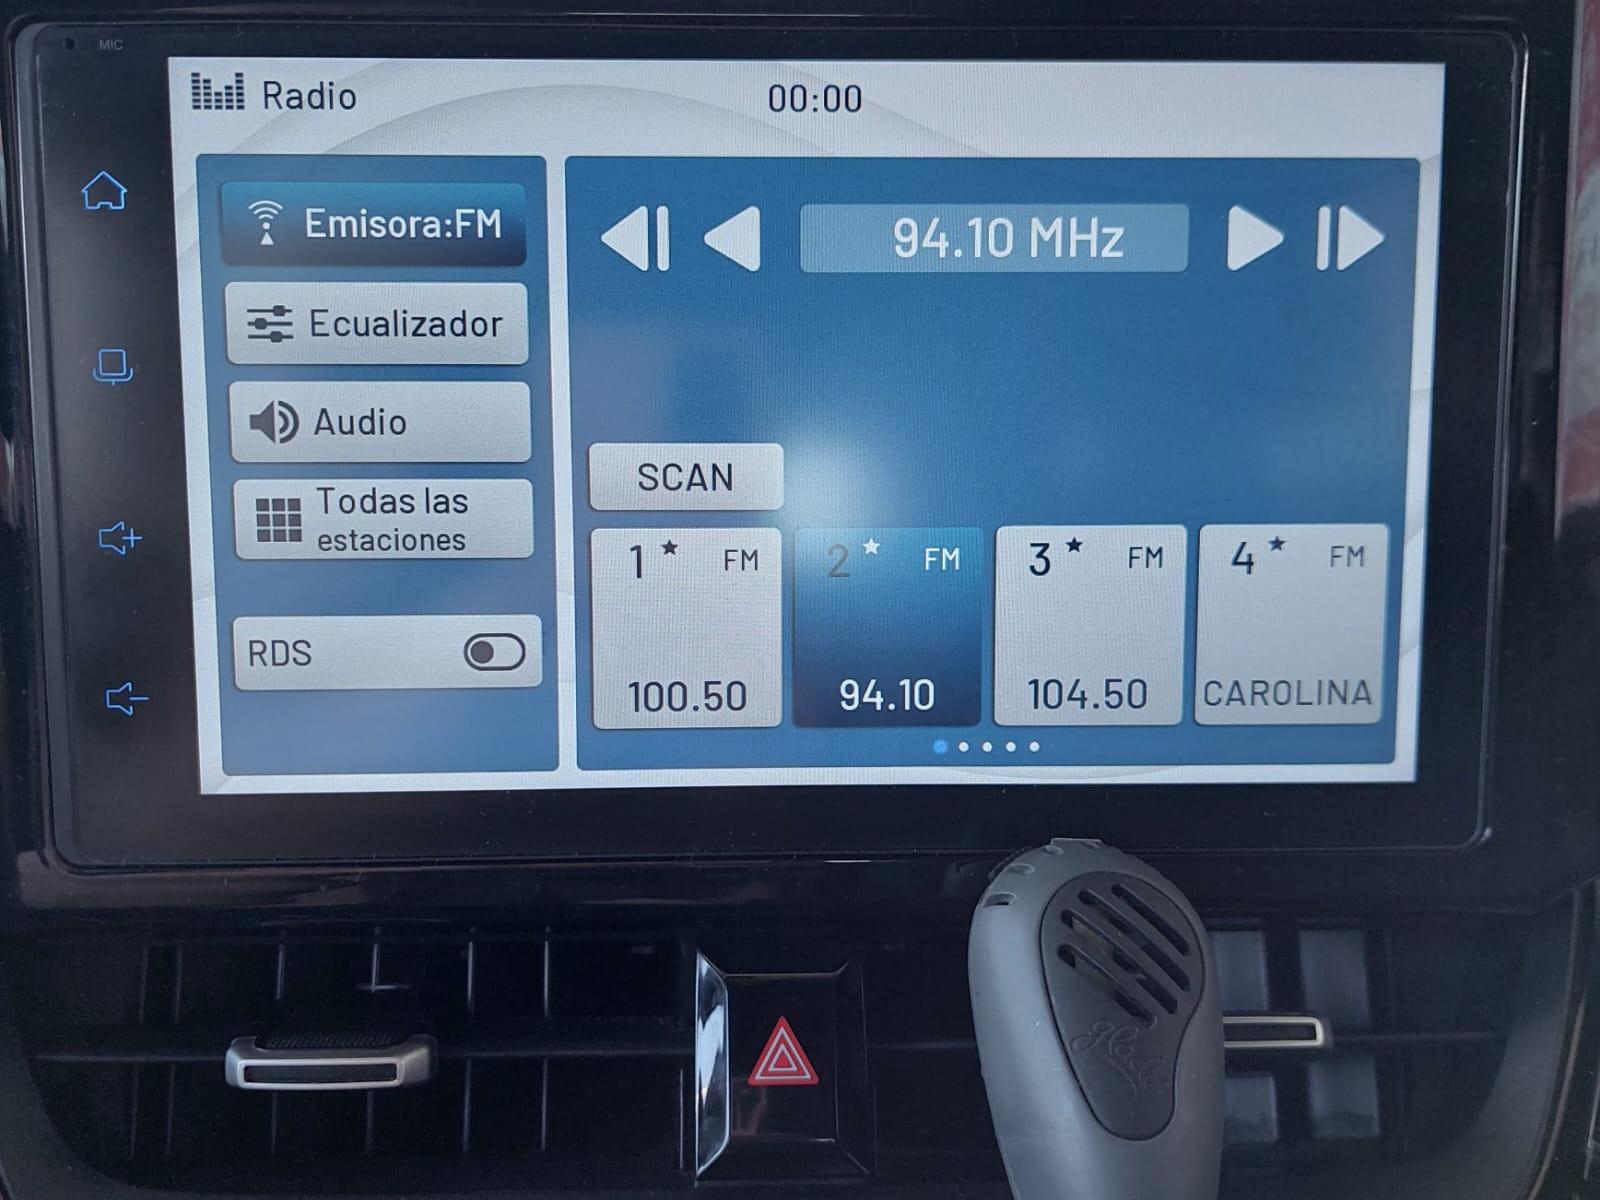 MIC
Radio
00:00
Emisora:FM
94.10 MHz
Ecualizador
Audio
Todas las
estaciones
SCAN
RDS
1 FM
100.50
2 FM
94.10
3 FM
104.50
4 FM
CAROLINA
glade